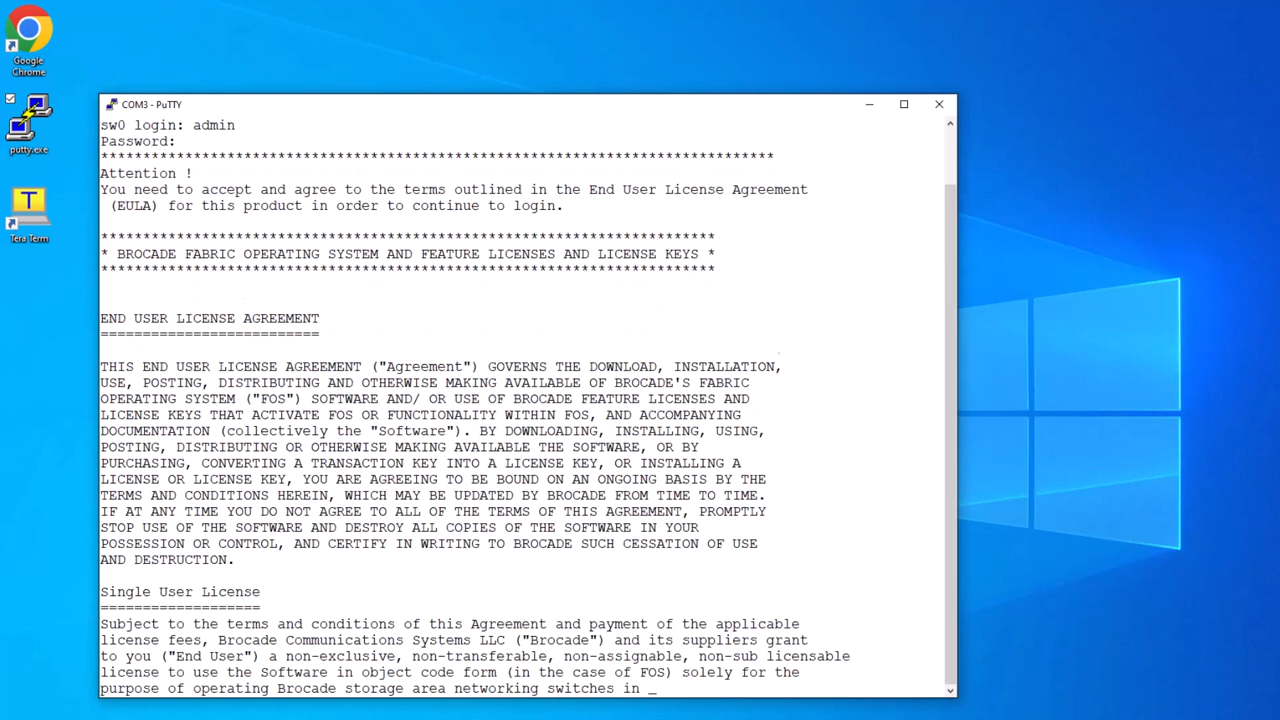 Google
Chrome
putty.exe
T
Tera Term
COM3 - PuTTY
sw0 login: admin
Password:
********************************************************************************
Attention !
You need to accept and agree to the terms outlined in the End User License Agreement
(EULA) for this product in order to continue to login.
*************************************************************************
* BROCADE FABRIC OPERATING SYSTEM AND FEATURE LICENSES AND LICENSE KEYS *
*************************************************************************
END USER LICENSE AGREEMENT
==========================
THIS END USER LICENSE AGREEMENT ("Agreement") GOVERNS THE DOWNLOAD, INSTALLATION,
USE, POSTING, DISTRIBUTING AND OTHERWISE MAKING AVAILABLE OF BROCADE'S FABRIC
OPERATING SYSTEM ("FOS") SOFTWARE AND/ OR USE OF BROCADE FEATURE LICENSES AND
LICENSE KEYS THAT ACTIVATE FOS OR FUNCTIONALITY WITHIN FOS, AND ACCOMPANYING
DOCUMENTATION (collectively the "Software"). BY DOWNLOADING, INSTALLING, USING,
POSTING, DISTRIBUTING OR OTHERWISE MAKING AVAILABLE THE SOFTWARE, OR BY
PURCHASING, CONVERTING A TRANSACTION KEY INTO A LICENSE KEY, OR INSTALLING A
LICENSE OR LICENSE KEY, YOU ARE AGREEING TO BE BOUND ON AN ONGOING BASIS BY THE
TERMS AND CONDITIONS HEREIN, WHICH MAY BE UPDATED BY BROCADE FROM TIME TO TIME.
IF AT ANY TIME YOU DO NOT AGREE TO ALL OF THE TERMS OF THIS AGREEMENT, PROMPTLY
STOP USE OF THE SOFTWARE AND DESTROY ALL COPIES OF THE SOFTWARE IN YOUR
POSSESSION OR CONTROL, AND CERTIFY IN WRITING TO BROCADE SUCH CESSATION OF USE
AND DESTRUCTION.
Single User License
===================
Subject to the terms and conditions of this Agreement and payment of the applicable
license fees, Brocade Communications Systems LLC ("Brocade") and its suppliers grant
to you ("End User") a non-exclusive, non-transferable, non-assignable, non-sub licensable
license to use the Software in object code form (in the case of FOS) solely for the
purpose of operating Brocade storage area networking switches in _